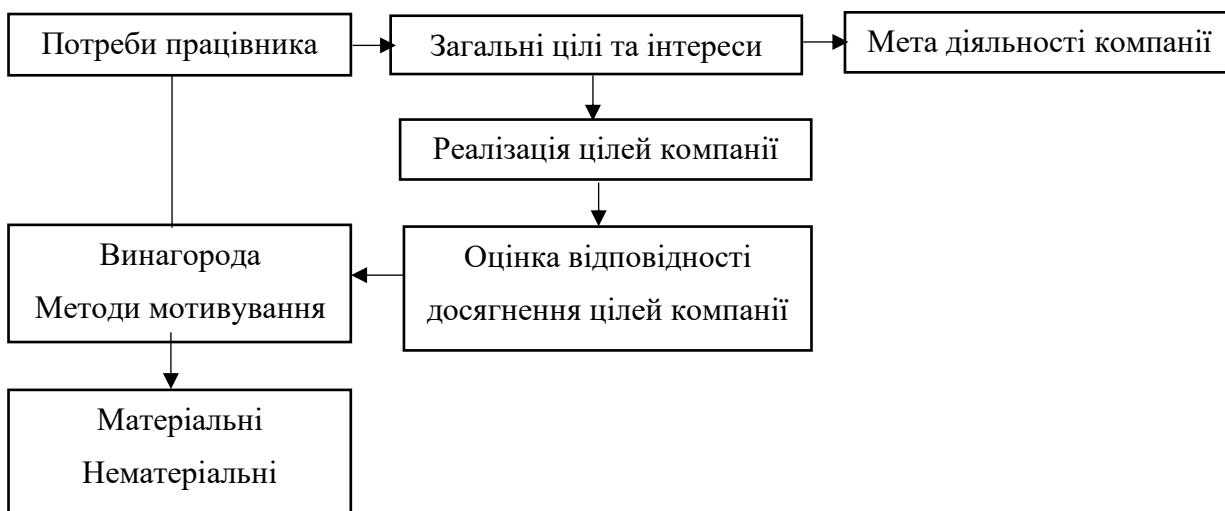 Потреби працівника
Загальні цілі та інтереси
Мета діяльності компанії
Реалізація цілей компанії
Винагорода
Методи мотивування
Оцінка відповідності
досягнення цілей компанії
Матеріальні
Нематеріальні